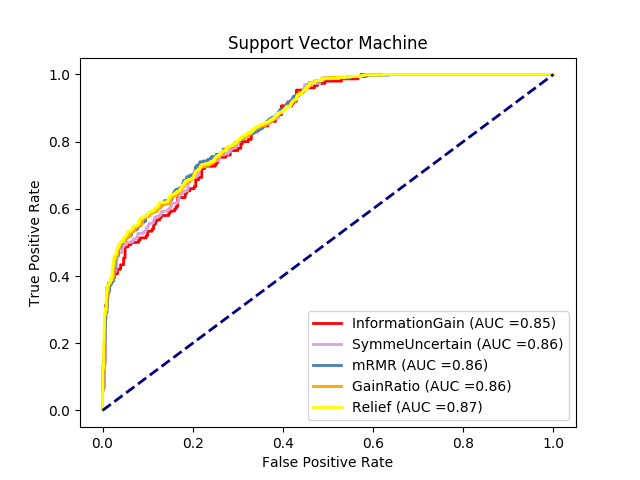 Support Vector Machine
True Positive Rate
1.0
0.8
0.6
0.4
0.2
0.0
InformationGain (AUC =0.85)
SymmeUncertain (AUC =0.86)
mRMR (AUC =0.86)
GainRatio (AUC =0.86)
Relief (AUC =0.87)
0.0 0.2 0.4 0.6 0.8 1.0
False Positive Rate